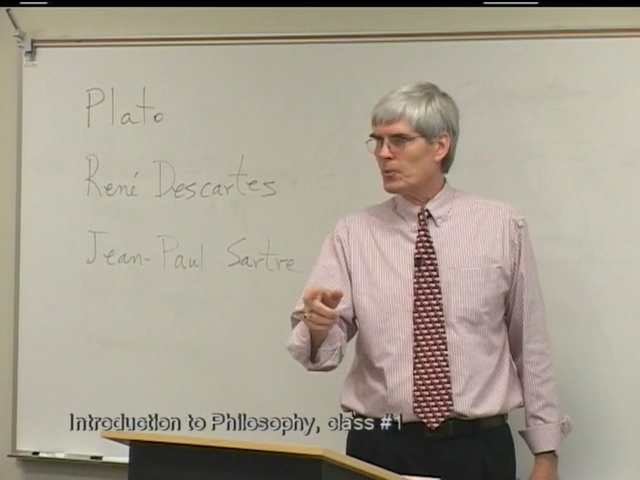 Plato
René Descartes
Jean-Paul Sartre
Introduction to Philosophy, class #1